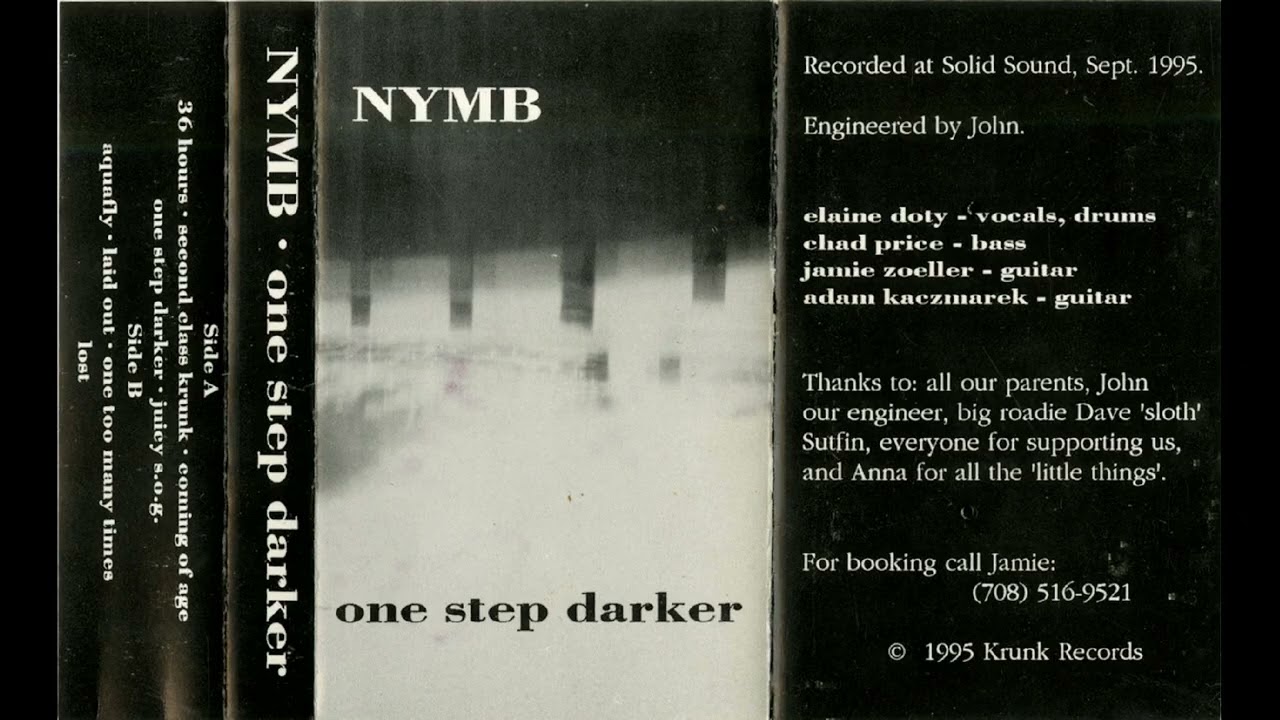 Side A
36 hours · second class krunk · coming of age
one step darker · juicy s.o.g.
Side B
aquafly · laid out · one too many times
lost
NYMB · one step darker
NYMB
one step darker
Recorded at Solid Sound, Sept. 1995.
Engineered by John.
elaine doty - vocals, drums
chad price - bass
jamie zoeller - guitar
adam kaczmarek - guitar
Thanks to: all our parents, John
our engineer, big roadie Dave 'sloth'
Sutfin, everyone for supporting us,
and Anna for all the 'little things'.
For booking call Jamie:
(708) 516-9521
© 1995 Krunk Records